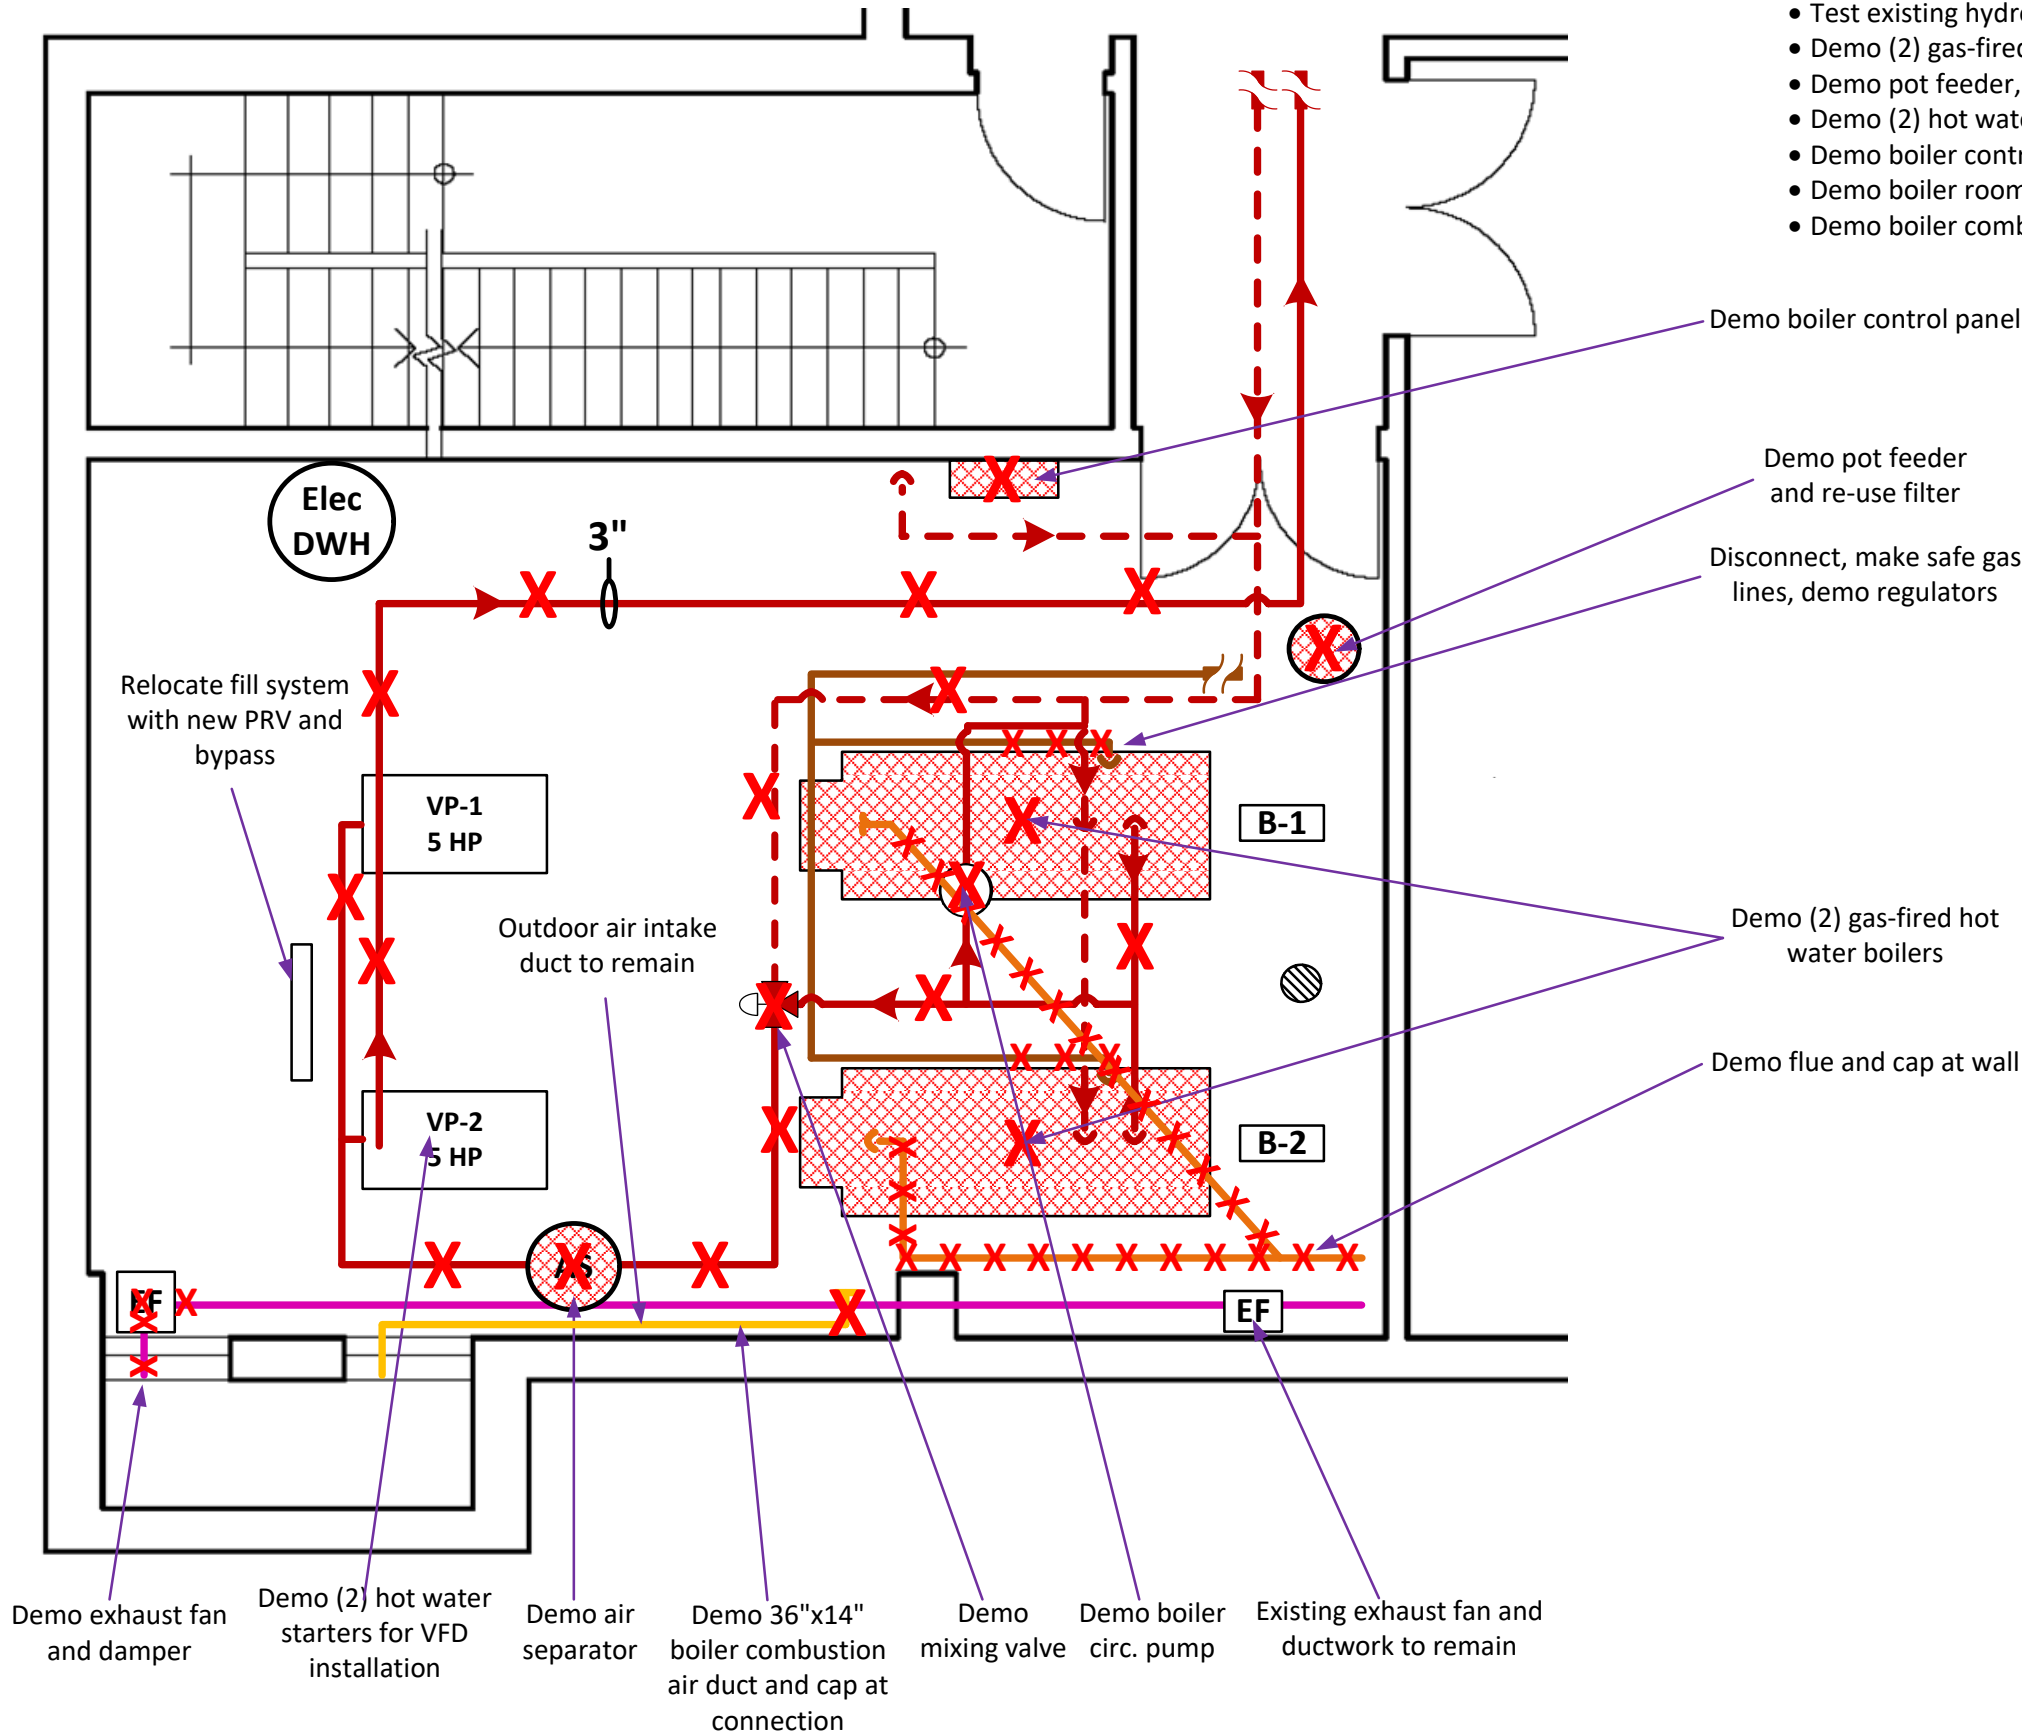 • Test existing
• Demo (2) gas-fired
• Demo pot feeder,
• Demo (2) hot
• Demo boiler
• Demo boiler room
• Demo boiler
Demo boiler control panel
Elec
DWH
3"
Demo pot feeder
and re-use filter
Disconnect, make safe gas
lines, demo regulators
Relocate fill system
with new PRV and
bypass
VP-1
5 HP
B-1
Outdoor air intake
duct to remain
Demo (2) gas-fired hot
water boilers
Demo flue and cap at wall
VP-2
5 HP
B-2
AS
EF
EF
Demo exhaust fan
and damper
Demo (2) hot water
starters for VFD
installation
Demo air
separator
Demo 36"x14"
boiler combustion
air duct and cap at
connection
Demo
mixing valve
Demo boiler
circ. pump
Existing exhaust fan and
ductwork to remain